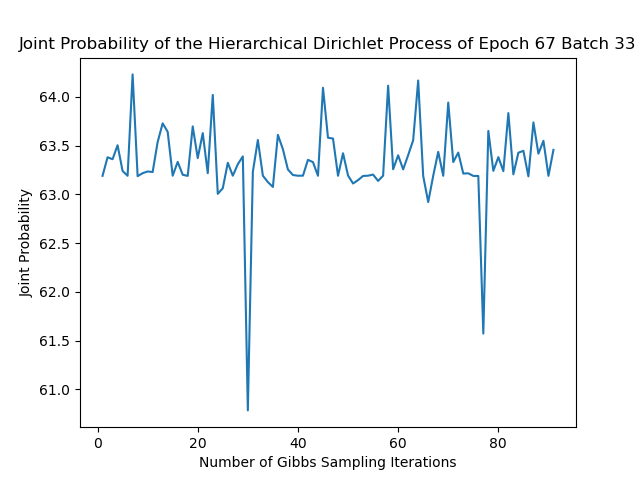 Joint Probability of the Hierarchical Dirichlet Process of Epoch 67 Batch 33
64.0
63.5
63.0
62.5
62.0
61.5
61.0
Joint Probability
0 20 40 60 80
Number of Gibbs Sampling Iterations